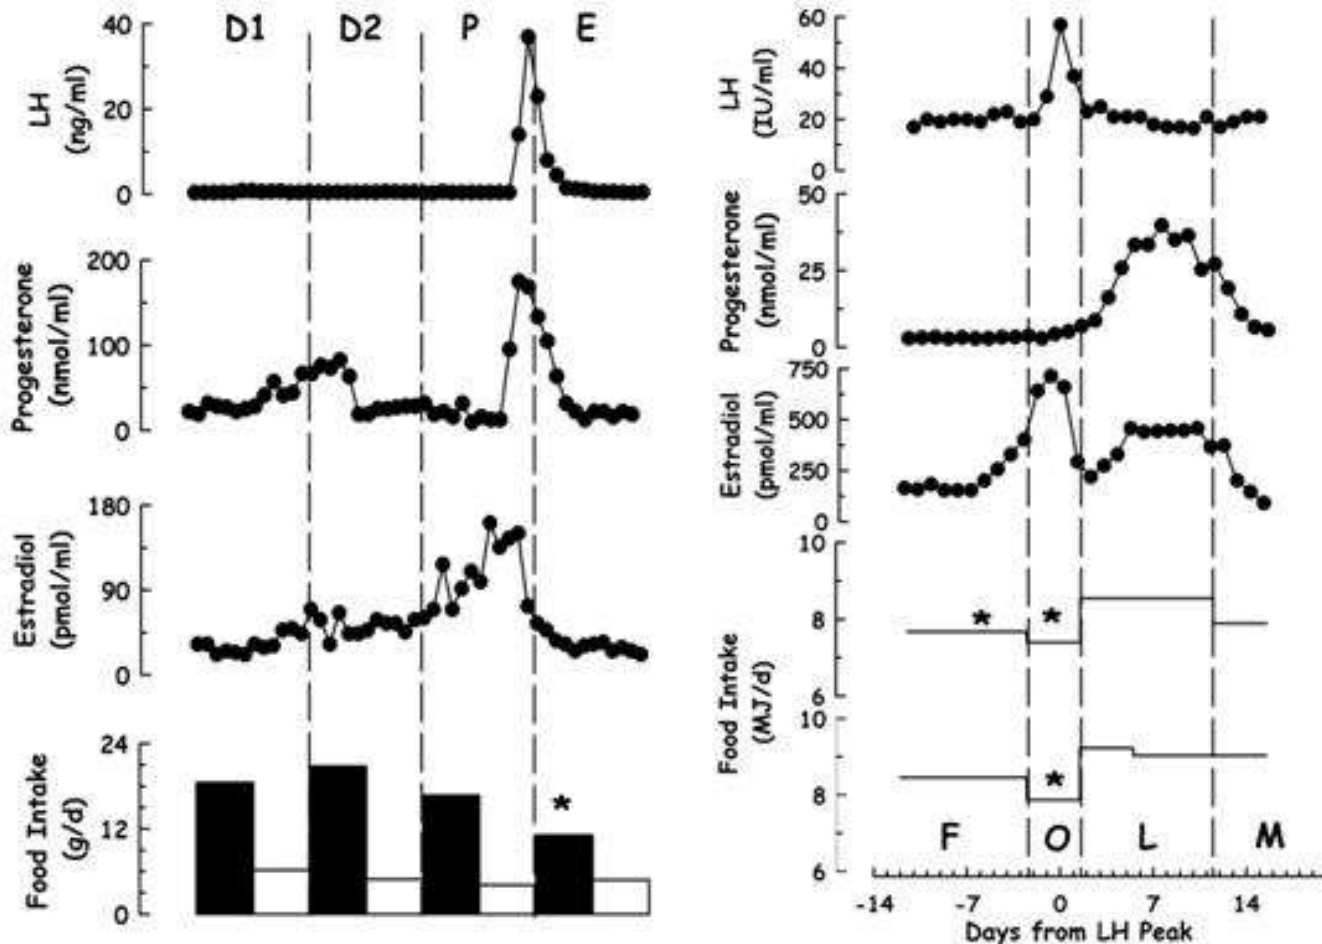 D1 D2 P E
LH
(ng/ml)
40
20
0
Progesterone
(nmol/ml)
200
100
0
Estradiol
(pmol/ml)
180
90
0
Food Intake
(g/d)
24
12
0
*
LH
(IU/ml)
60
40
20
0
Progesterone
(nmol/ml)
50
25
0
Estradiol
(pmol/ml)
750
500
250
0
Food Intake
(MJ/d)
10
8
6
* *
10
8
6
*
F O L M
-14 -7 0 7 14
Days from LH Peak